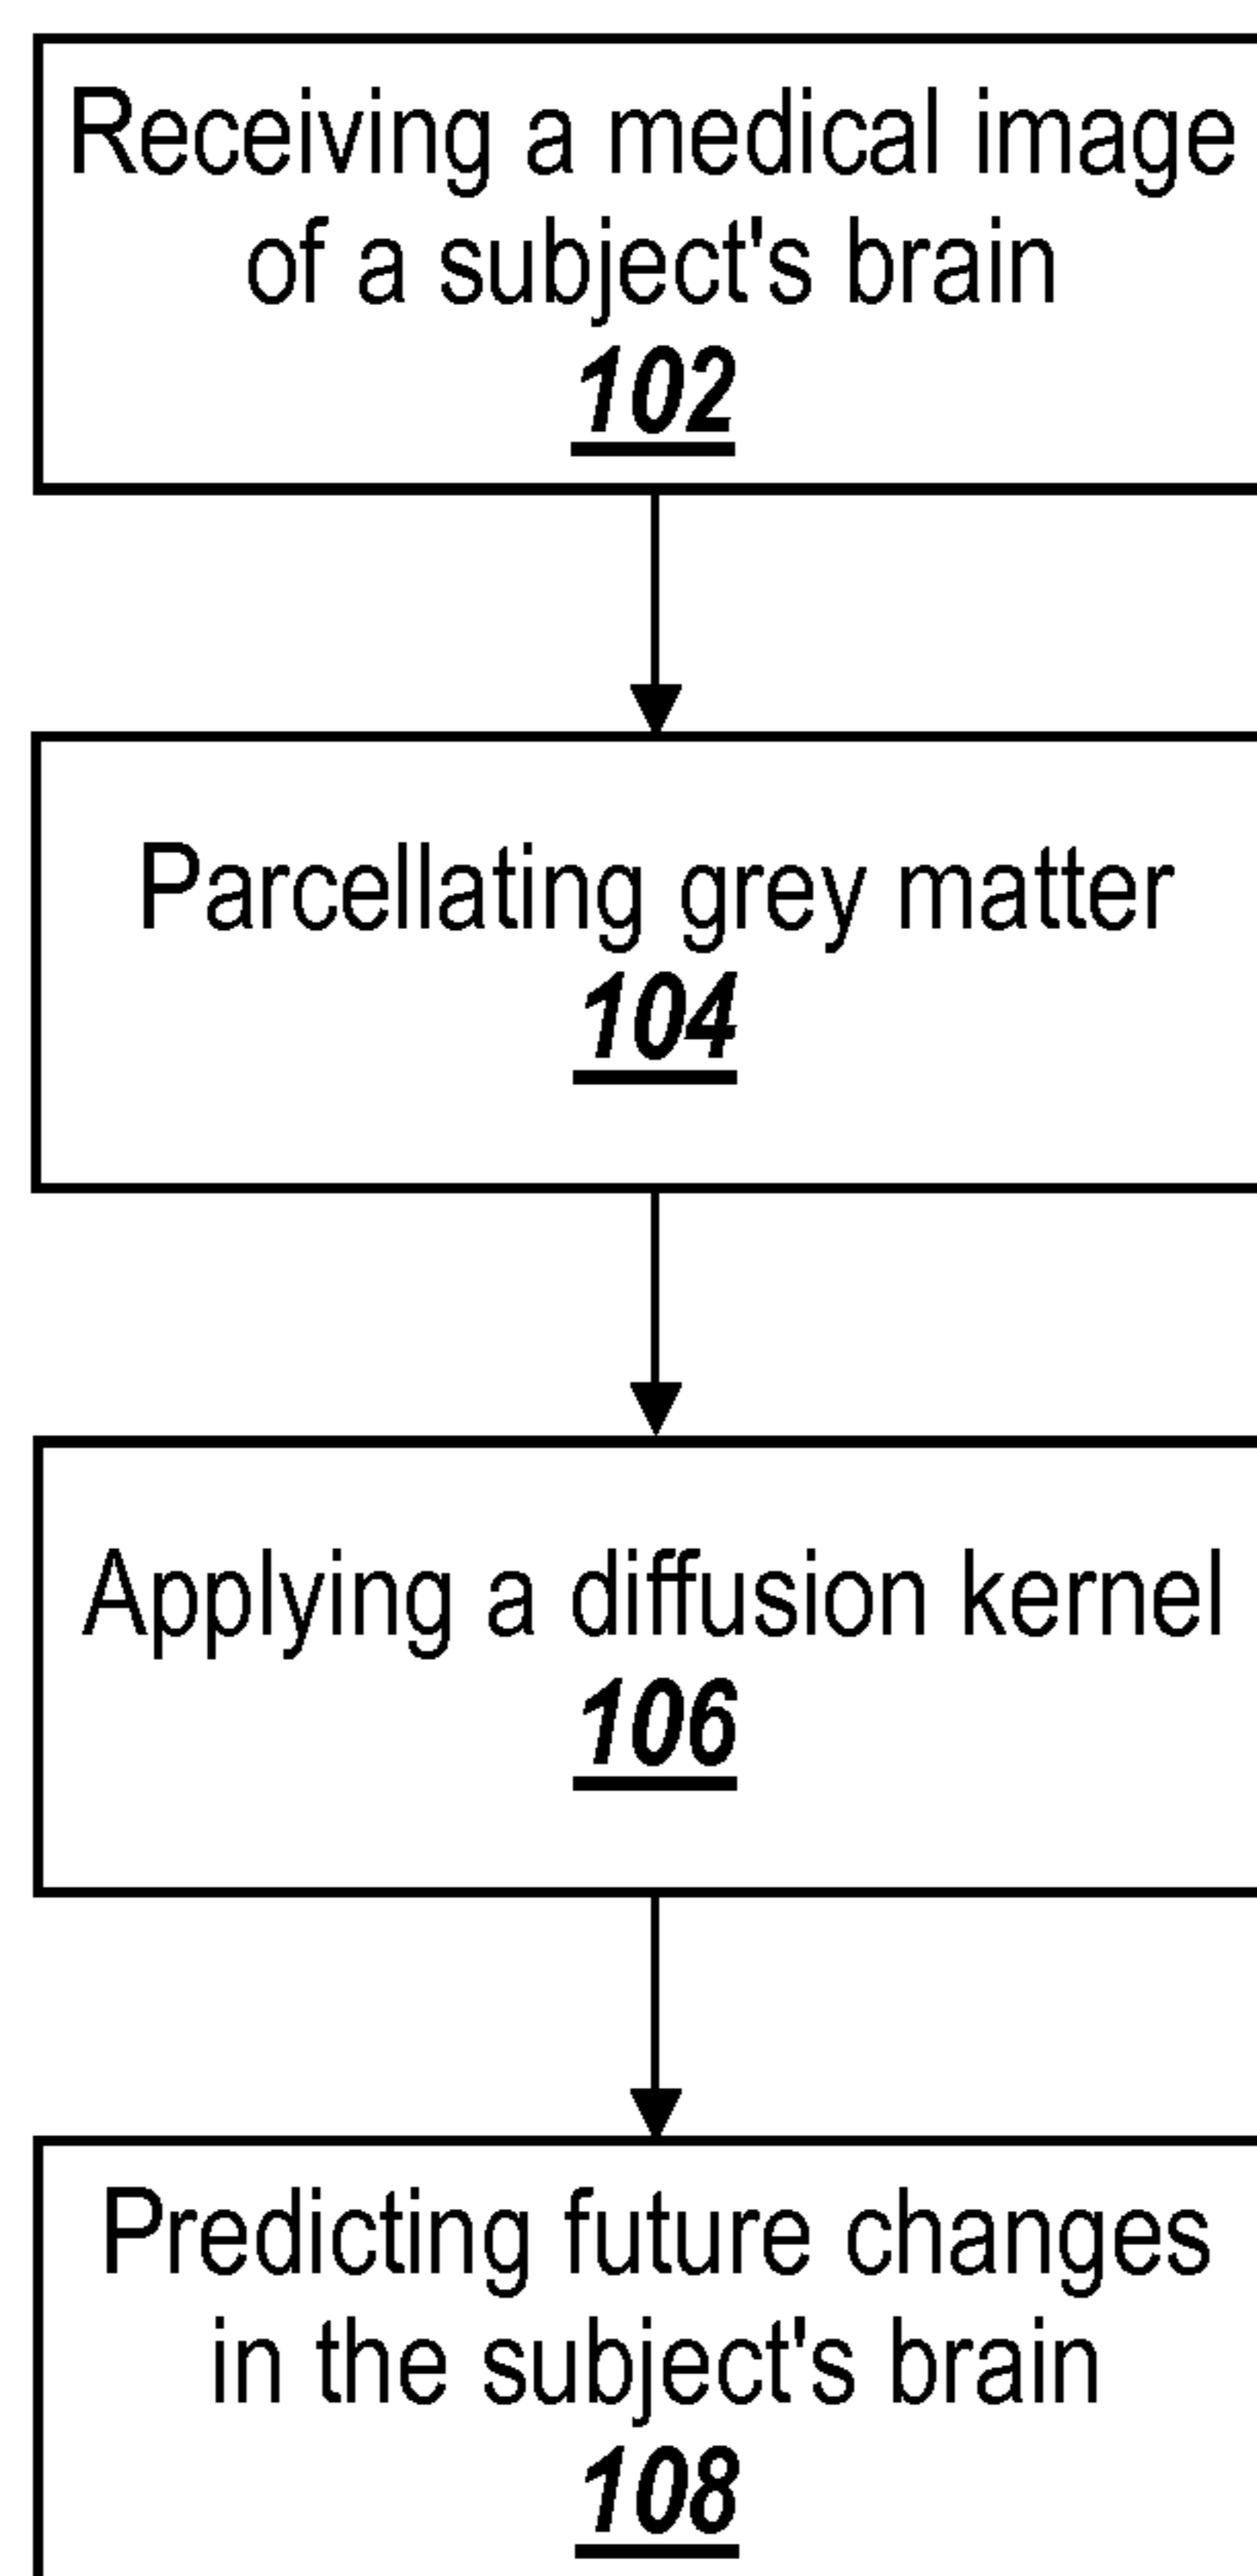 Receiving a medical image
of a subject's brain
102
Parcellating grey matter
104
Applying a diffusion kernel
106
Predicting future changes
in the subject's brain
108